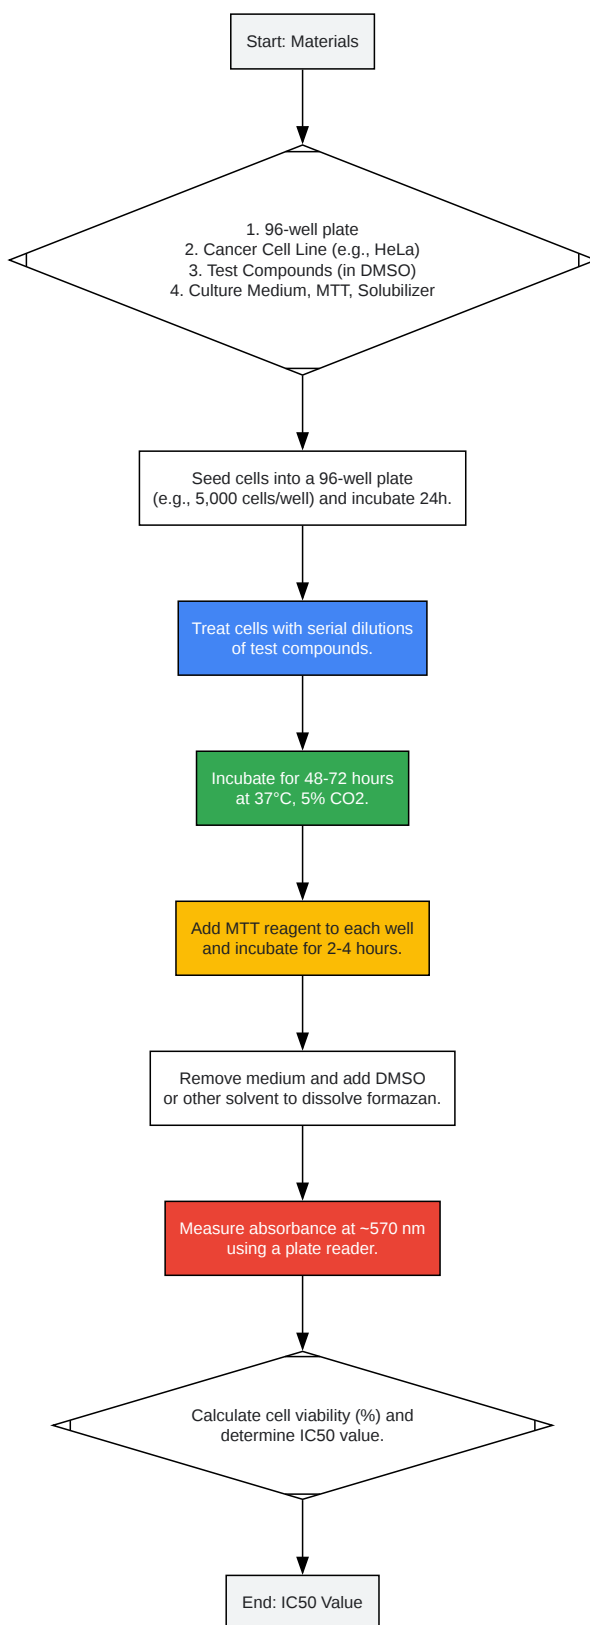 Start: Materials
1. 96-well plate
2. Cancer Cell Line (e.g., HeLa)
3. Test Compounds (in DMSO)
4. Culture Medium, MTT, Solubilizer
Seed cells into a 96-well plate
(e.g., 5,000 cells/well) and incubate 24h.
Treat cells with serial dilutions
of test compounds.
Incubate for 48-72 hours
at 37°C, 5% CO2.
Add MTT reagent to each well
and incubate for 2-4 hours.
Remove medium and add DMSO
or other solvent to dissolve formazan.
Measure absorbance at ~570 nm
using a plate reader.
Calculate cell viability (%) and
determine IC50 value.
End: IC50 Value